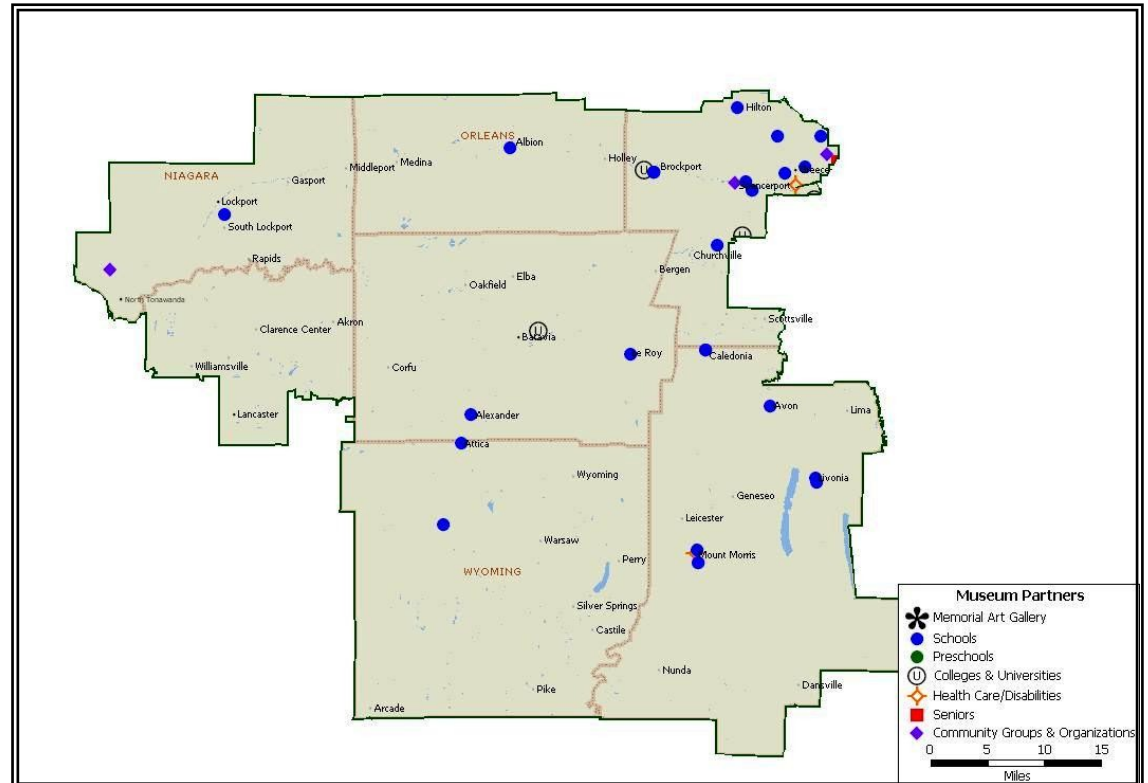 Hilton
ORLEANS
Albion
Holley
Medina
Middleport
Brockport
Greece
NIAGARA
Gasport
Spencerport
Lockport
South Lockport
Churchville
Rapids
Bergen
Elba
Oakfield
North Tonawanda
Akron
Clarence Center
Scottsville
Batavia
Le Roy
Caledonia
Williamsville
Corfu
Lancaster
Alexander
Avon
Lima
Attica
Wyoming
Livonia
Geneseo
Leicester
Warsaw
Mount Morris
Perry
WYOMING
Silver Springs
Castile
Nunda
Dansville
Pike
Arcade
Museum Partners
Memorial Art Gallery
Schools
Preschools
U Colleges & Universities
Health Care/Disabilities
Seniors
Community Groups & Organizations
0 5 10 15
Miles